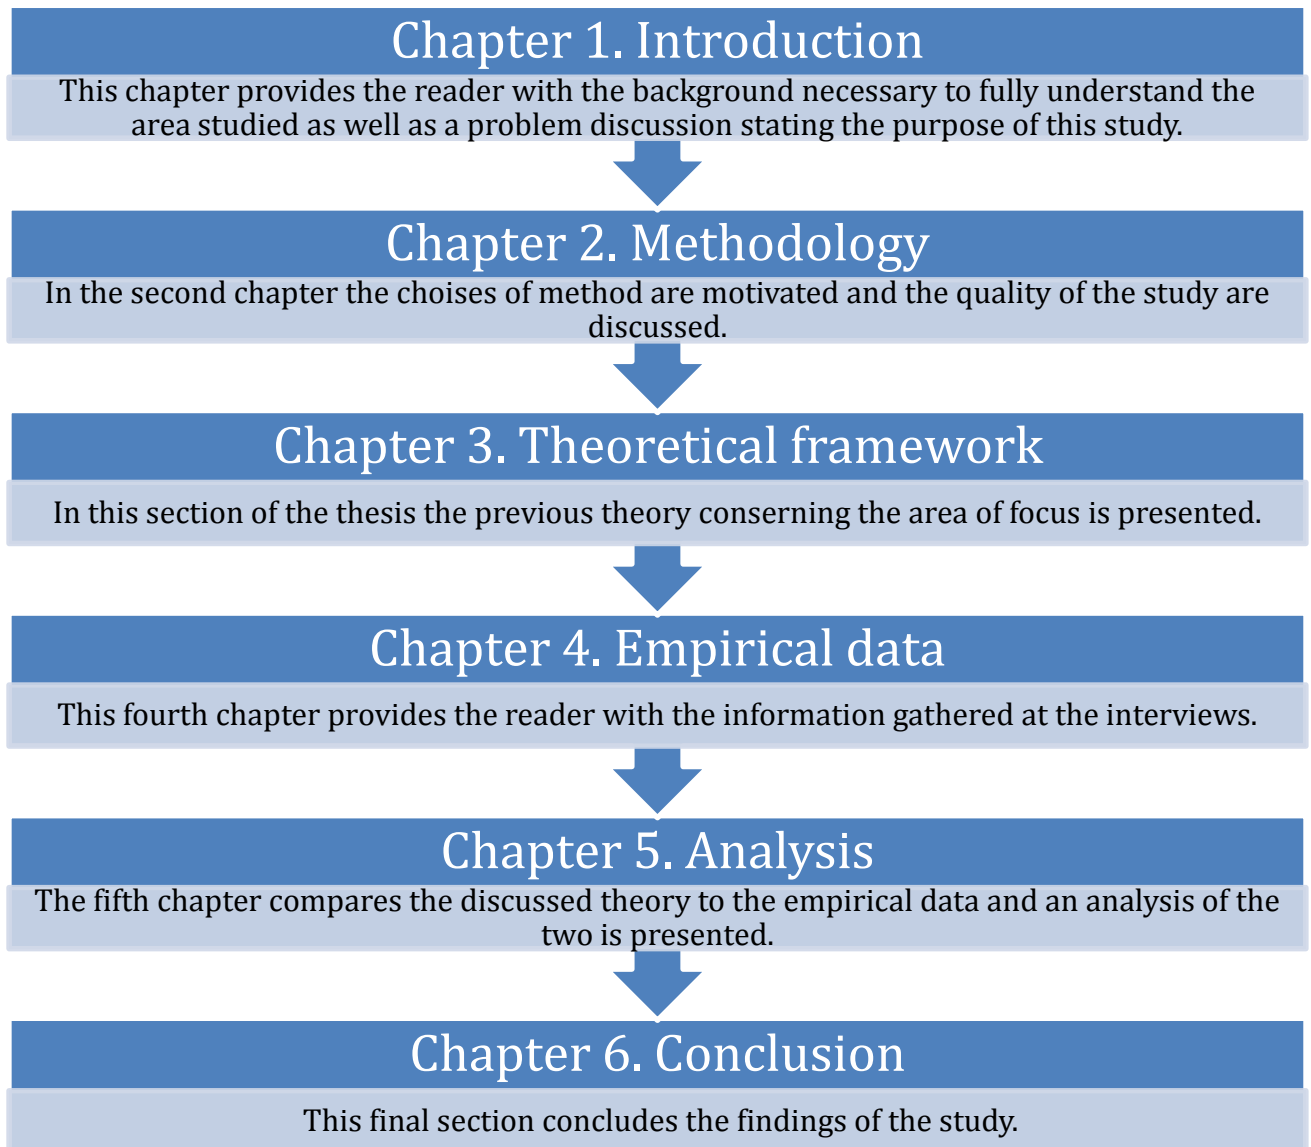 Chapter 1. Introduction
This chapter provides the reader with the background necessary to fully understand the
area studied as well as a problem discussion stating the purpose of this study.
Chapter 2. Methodology
In the second chapter the choises of method are motivated and the quality of the study are
discussed.
Chapter 3. Theoretical framework
In this section of the thesis the previous theory conserning the area of focus is presented.
Chapter 4. Empirical data
This fourth chapter provides the reader with the information gathered at the interviews.
Chapter 5. Analysis
The fifth chapter compares the discussed theory to the empirical data and an analysis of the
two is presented.
Chapter 6. Conclusion
This final section concludes the findings of the study.